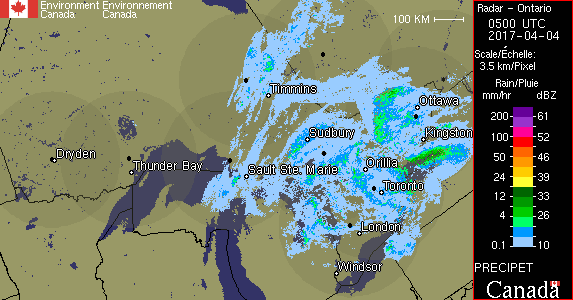 Environment Environnement
Canada Canada
100 KM
Timmins
Ottawa
Sudbury
Kingston
Dryden
Thunder Bay
Sault Ste. Marie
Orillia
Toronto
London
Windsor
Radar - Ontario
0500 UTC
2017-04-04
Scale/Échelle:
3.5 km/Pixel
Rain/Pluie
mm/hr dBZ
200 61
100 52
50 46
24 39
12 33
4 26
0.1 10
PRECIPET
Canada